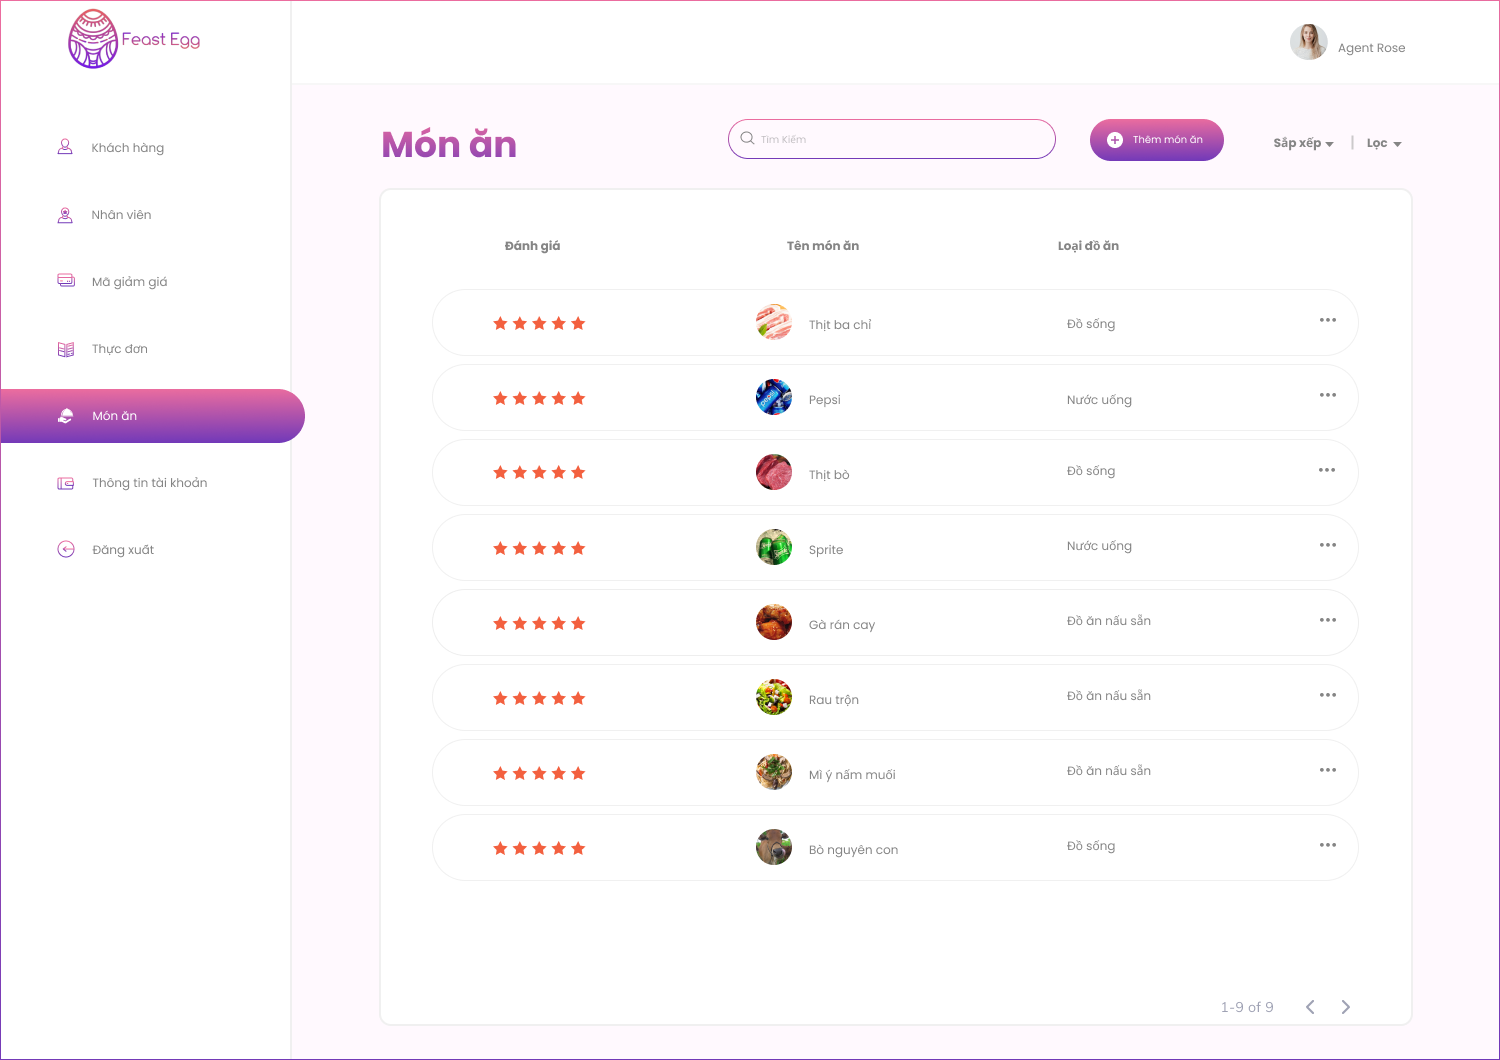 Feast Egg
Agent Rose
Khách hàng
Nhân viên
Mã giảm giá
Thực đơn
Món ăn
Thông tin tài khoản
Đăng xuất
Món ăn
Tìm Kiếm
Thêm món ăn
Sắp xếp | Lọc
Đánh giá Tên món ăn Loại đồ ăn
Thịt ba chỉ Đồ sống
Pepsi Nước uống
Thịt bò Đồ sống
Sprite Nước uống
Gà rán cay Đồ ăn nấu sẵn
Rau trộn Đồ ăn nấu sẵn
Mì ý nấm muối Đồ ăn nấu sẵn
Bò nguyên con Đồ sống
1-9 of 9